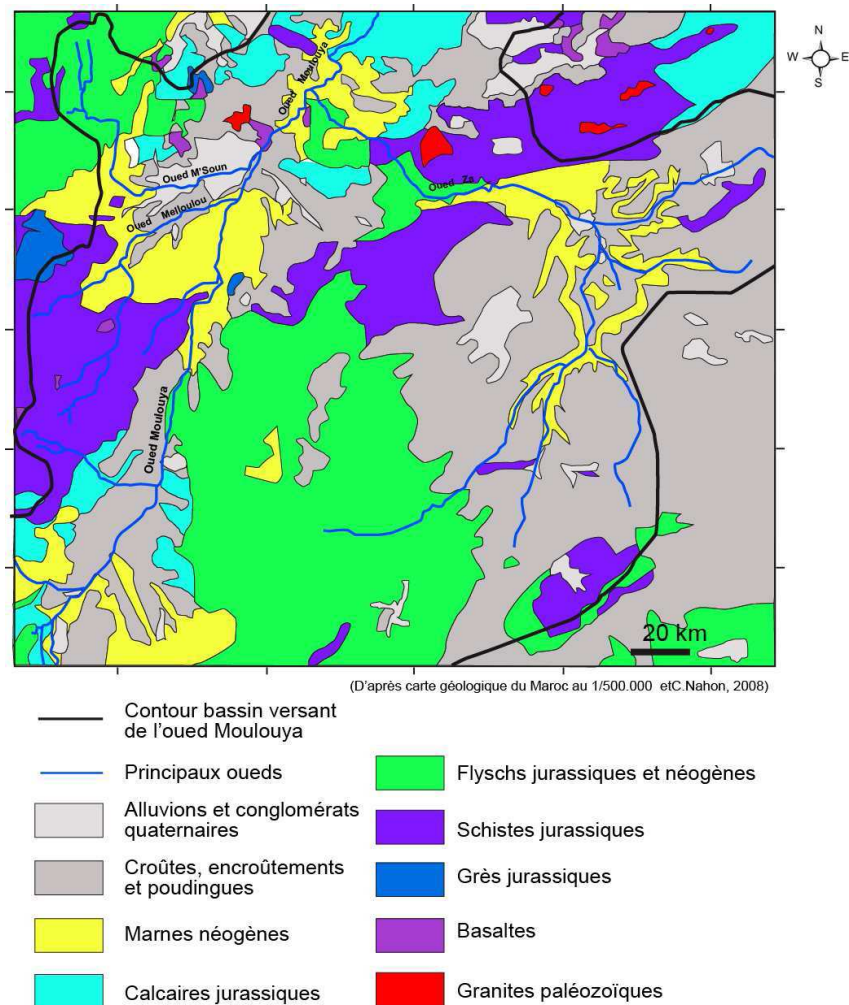 N
W E
S
Oued Moulouya
Oued M'Soun
Oued Melloulou
Oued Za
Oued Moulouya
20 km
(D'après carte géologique du Maroc au 1/500.000 etC.Nahon, 2008)
Contour bassin versant
de l'oued Moulouya
Principaux oueds
Alluvions et conglomérats
quaternaires
Croûtes, encroûtements
et poudingues
Marnes néogènes
Calcaires jurassiques
Flyschs jurassiques et néogènes
Schistes jurassiques
Grès jurassiques
Basaltes
Granites paléozoïques